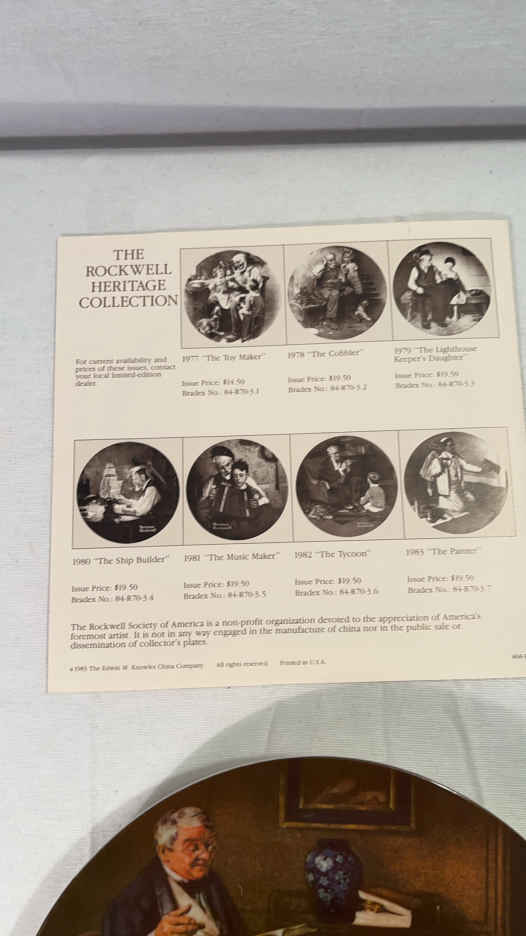 THE
ROCKWELL
HERITAGE
COLLECTION
For current availability and
prices of these issues, contact
your local limited-edition
dealer.
1977 "The Toy Maker"
Issue Price: $14.50
Bradex No.: 84-R70-3.1
1978 "The Cobbler"
Issue Price: $19.50
Bradex No.: 84-R70-3.2
1979 "The Lighthouse
Keeper's Daughter"
Issue Price: $19.50
Bradex No.: 84-R70-3.3
1980 "The Ship Builder"
Issue Price: $19.50
Bradex No.: 84-R70-3.4
1981 "The Music Maker"
Issue Price: $19.50
Bradex No.: 84-R70-3.5
1982 "The Tycoon"
Issue Price: $19.50
Bradex No.: 84-R70-3.6
1983 "The Painter"
Issue Price: $19.50
Bradex No.: 84-R70-3.7
The Rockwell Society of America is a non-profit organization devoted to the appreciation of America's
foremost artist. It is not in any way engaged in the manufacture of china nor in the public sale or
dissemination of collector's plates.
©1983 The Edwin M. Knowles China Company All rights reserved Printed in U.S.A.